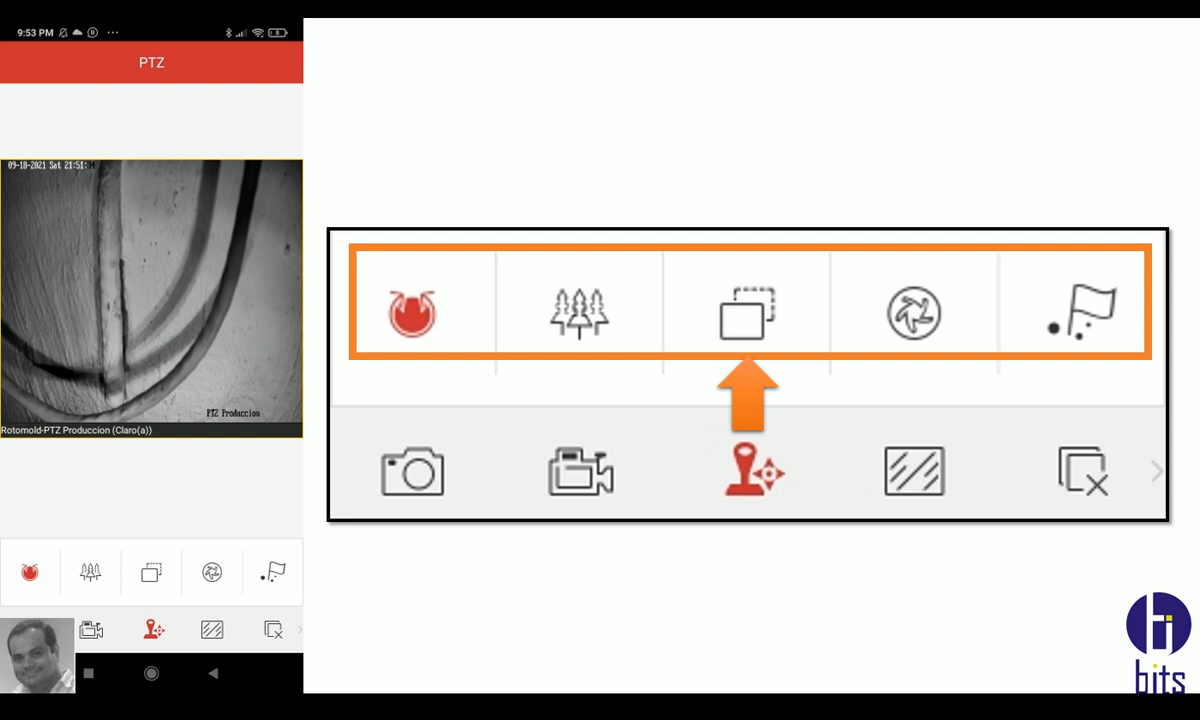 9:53 PM
PTZ
09-18-2021 Sat 21:51:
PTZ Produccion
Rotomold-PTZ Produccion (Claro(a))
bits